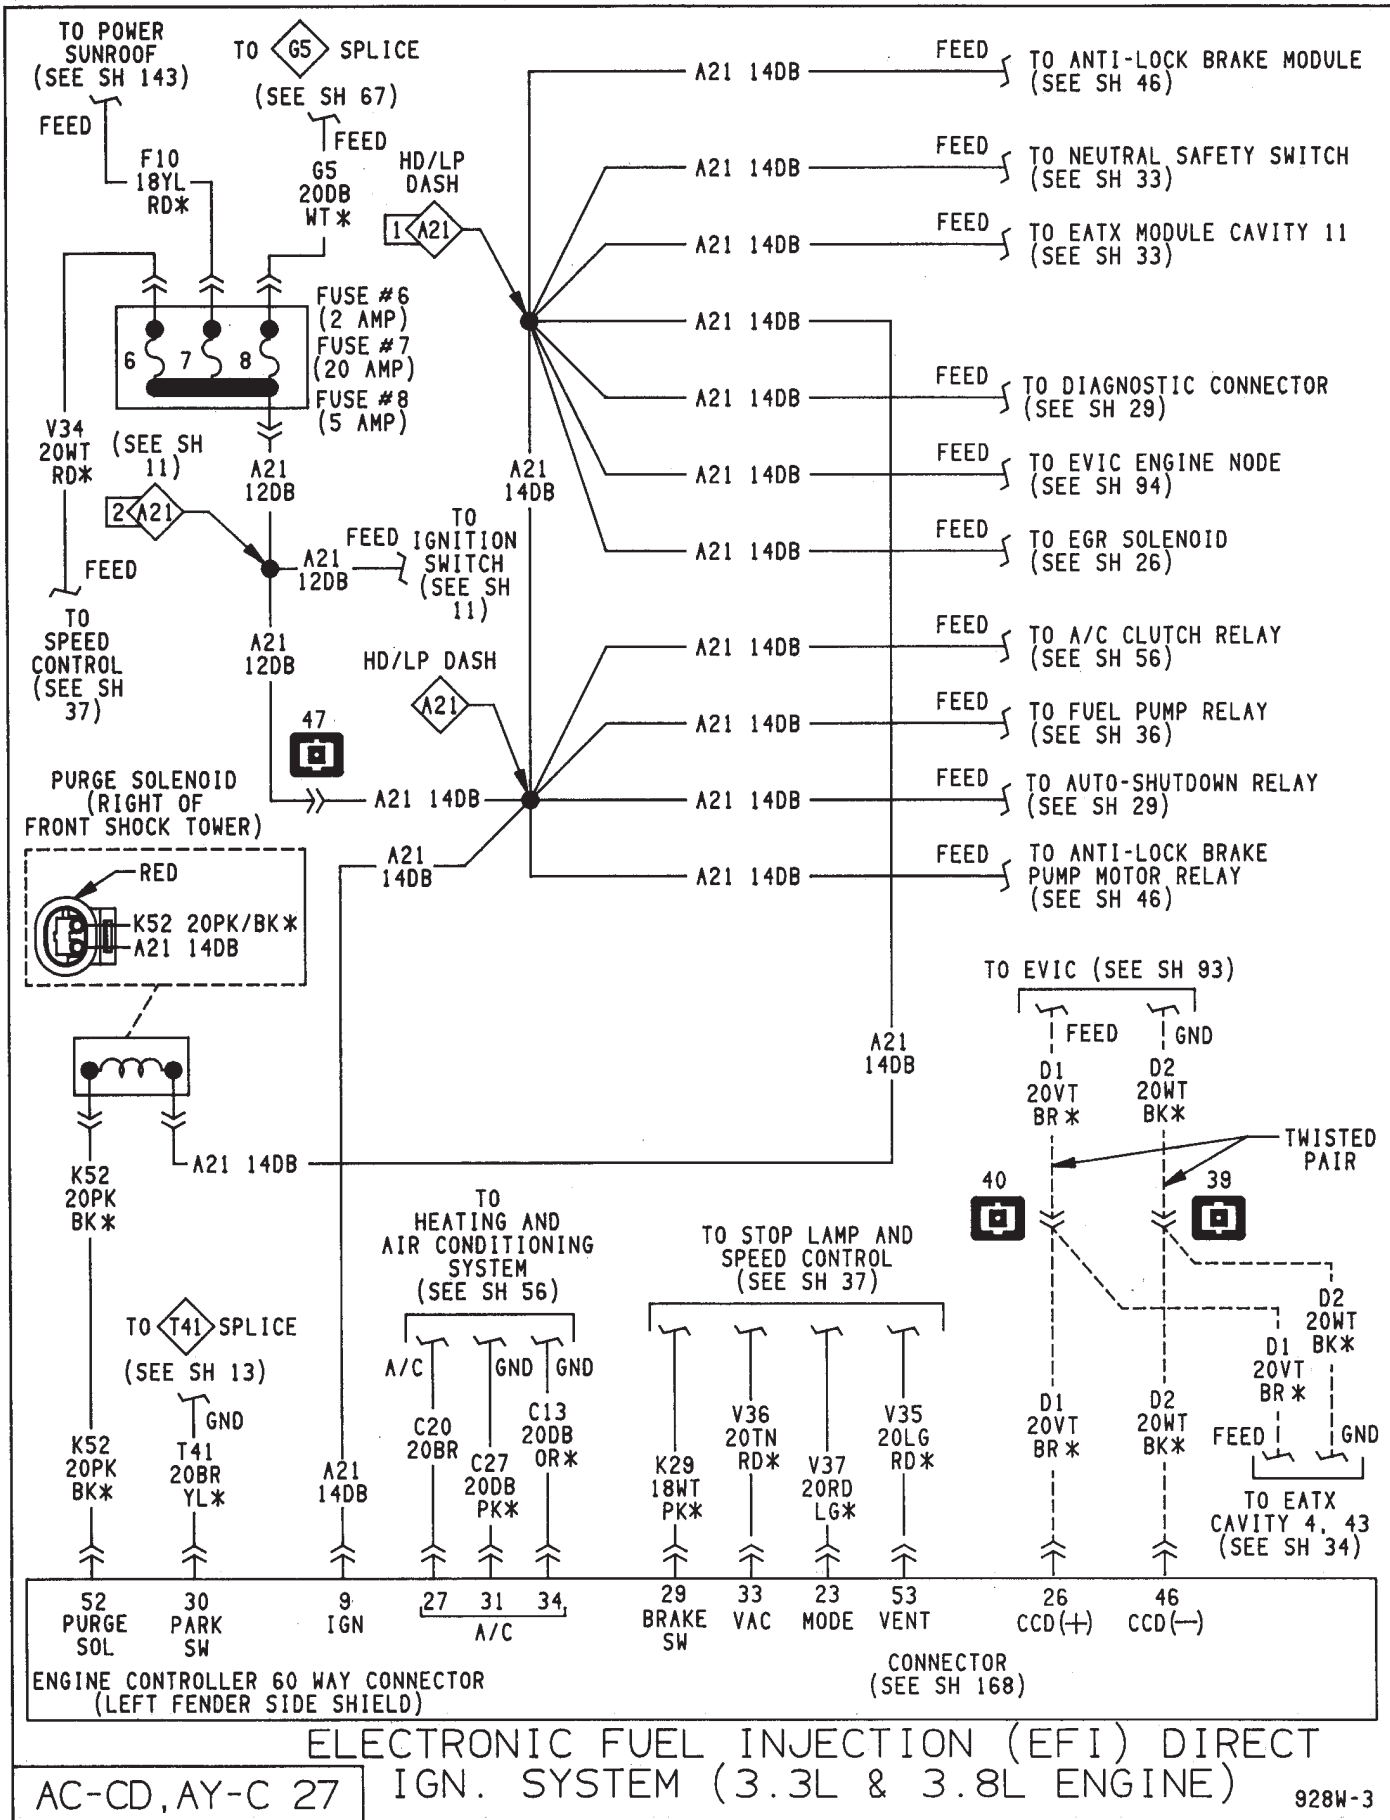 TO POWER
SUNROOF
(SEE SH 143)
FEED
F10
18YL
RD*
TO G5 SPLICE
(SEE SH 67)
FEED
G5
20DB
WT*
HD/LP
DASH
1 A21
FUSE #6
(2 AMP)
FUSE #7
(20 AMP)
FUSE #8
(5 AMP)
6 7 8
V34
20WT
RD*
(SEE SH
11)
2 A21
A21
12DB
FEED
TO
SPEED
CONTROL
(SEE SH
37)
A21
12DB
FEED
TO
IGNITION
SWITCH
(SEE SH
11)
A21
12DB
A21
14DB
HD/LP DASH
A21
47
A21 14DB
A21
14DB
A21 14DB FEED TO ANTI-LOCK BRAKE MODULE
(SEE SH 46)
A21 14DB FEED TO NEUTRAL SAFETY SWITCH
(SEE SH 33)
A21 14DB FEED TO EATX MODULE CAVITY 11
(SEE SH 33)
A21 14DB
A21 14DB FEED TO DIAGNOSTIC CONNECTOR
(SEE SH 29)
A21 14DB FEED TO EVIC ENGINE NODE
(SEE SH 94)
A21 14DB FEED TO EGR SOLENOID
(SEE SH 26)
A21 14DB FEED TO A/C CLUTCH RELAY
(SEE SH 56)
A21 14DB FEED TO FUEL PUMP RELAY
(SEE SH 36)
A21 14DB FEED TO AUTO-SHUTDOWN RELAY
(SEE SH 29)
A21 14DB FEED TO ANTI-LOCK BRAKE
PUMP MOTOR RELAY
(SEE SH 46)
PURGE SOLENOID
(RIGHT OF
FRONT SHOCK TOWER)
RED
K52 20PK/BK*
A21 14DB
A21
14DB
A21 14DB
K52
20PK
BK*
TO EVIC (SEE SH 93)
FEED
GND
D1
20VT
BR*
D2
20WT
BK*
TWISTED
PAIR
40
39
TO
HEATING AND
AIR CONDITIONING
SYSTEM
(SEE SH 56)
A/C
GND
GND
TO STOP LAMP AND
SPEED CONTROL
(SEE SH 37)
TO T41 SPLICE
(SEE SH 13)
GND
K52
20PK
BK*
T41
20BR
YL*
A21
14DB
C20
20BR
C27
20DB
PK*
C13
20DB
OR*
K29
18WT
PK*
V36
20TN
RD*
V37
20RD
LG*
V35
20LG
RD*
D1
20VT
BR*
D2
20WT
BK*
D1
20VT
BR*
D2
20WT
BK*
FEED
GND
TO EATX
CAVITY 4, 43
(SEE SH 34)
52
PURGE
SOL
30
PARK
SW
9
IGN
27 31 34
A/C
29
BRAKE
SW
33
VAC
23
MODE
53
VENT
26
CCD(+)
46
CCD(-)
ENGINE CONTROLLER 60 WAY CONNECTOR
(LEFT FENDER SIDE SHIELD)
CONNECTOR
(SEE SH 168)
ELECTRONIC FUEL INJECTION (EFI) DIRECT
IGN. SYSTEM (3.3L & 3.8L ENGINE)
AC-CD,AY-C 27
928W-3